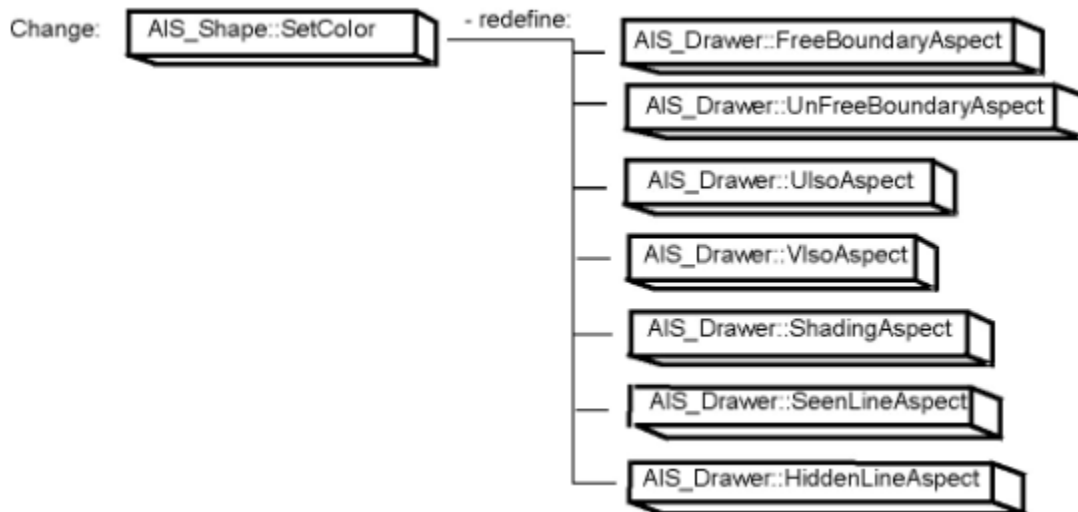 Change:
AIS_Shape::SetColor
- redefine:
AIS_Drawer::FreeBoundaryAspect
AIS_Drawer::UnFreeBoundaryAspect
AIS_Drawer::UIsoAspect
AIS_Drawer::VIsoAspect
AIS_Drawer::ShadingAspect
AIS_Drawer::SeenLineAspect
AIS_Drawer::HiddenLineAspect